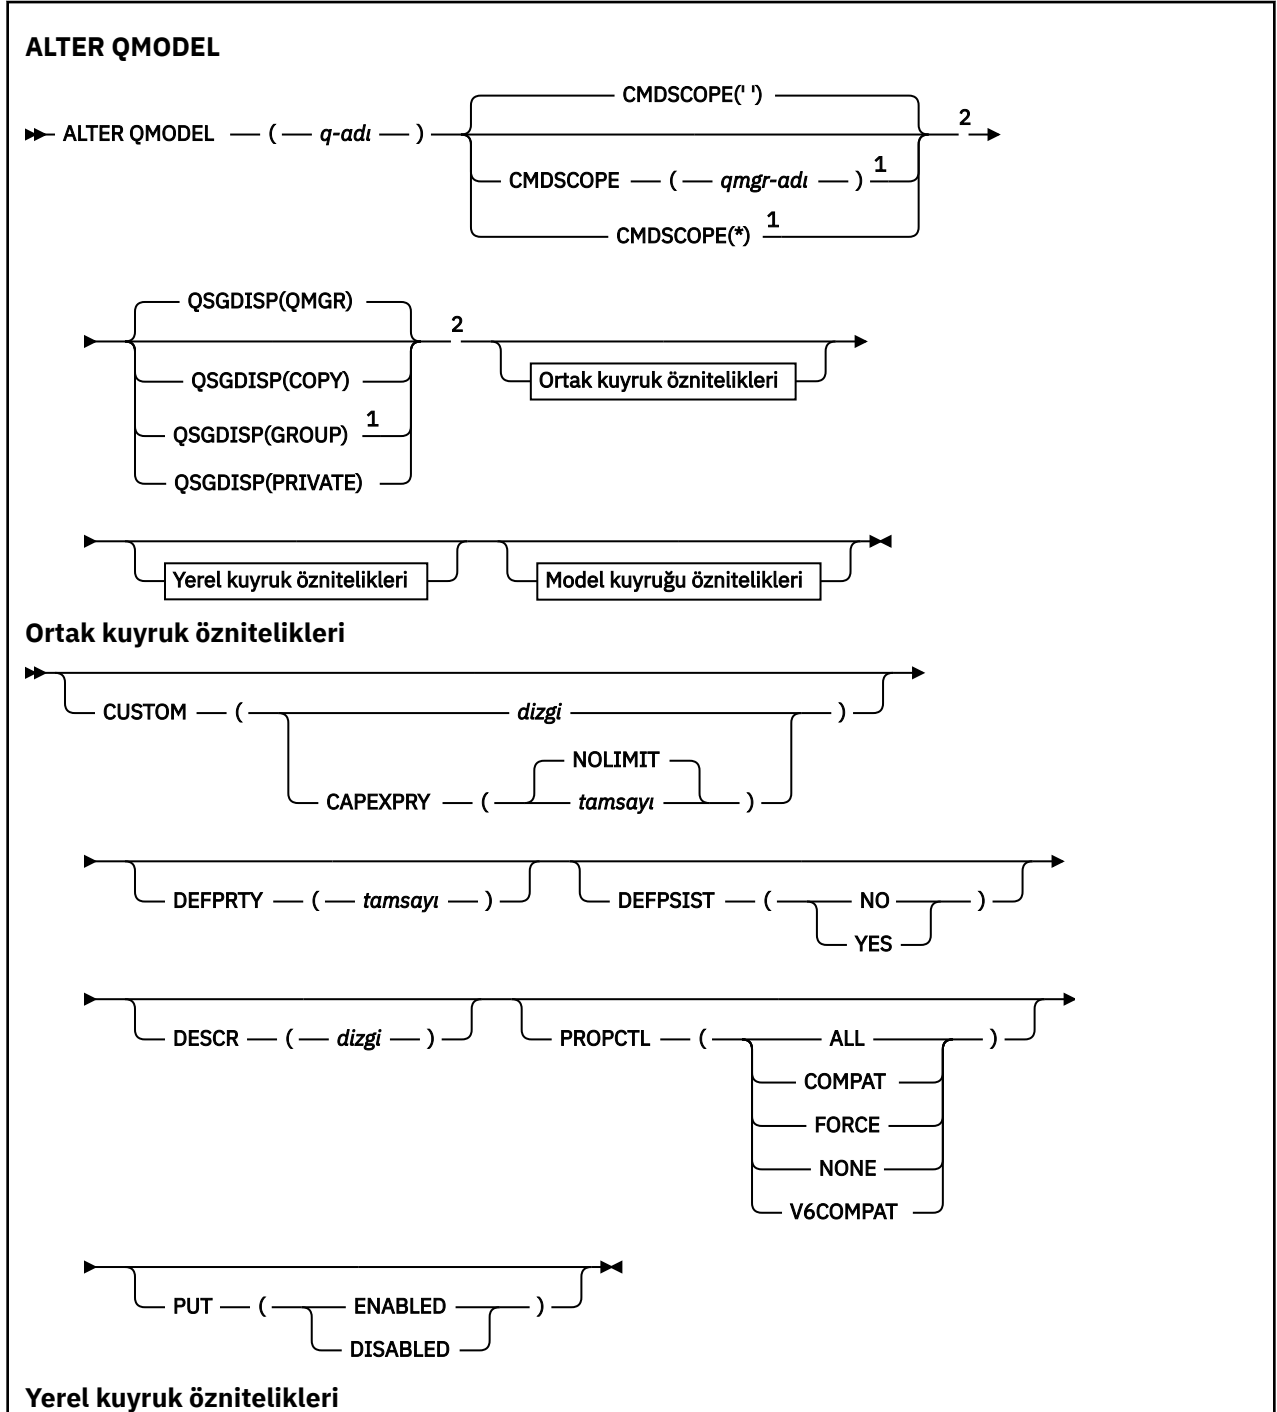 ALTER QMODEL
CMDSCOPE(' ')
ALTER QMODEL ( q-adı ) 2
CMDSCOPE ( qmgr-adı ) 1
CMDSCOPE(*) 1
QSGDISP(QMGR)
2
QSGDISP(COPY) Ortak kuyruk öznitelikleri
QSGDISP(GROUP) 1
QSGDISP(PRIVATE)
Yerel kuyruk öznitelikleri Model kuyruğu öznitelikleri
Ortak kuyruk öznitelikleri
CUSTOM ( dizgi )
NOLIMIT
CAPEXPRY ( tamsayı )
DEFPRTY ( tamsayı ) DEFPSIST ( NO )
YES
DESCR ( dizgi ) PROPCTL ( ALL )
COMPAT
FORCE
NONE
V6COMPAT
PUT ( ENABLED )
DISABLED
Yerel kuyruk öznitelikleri